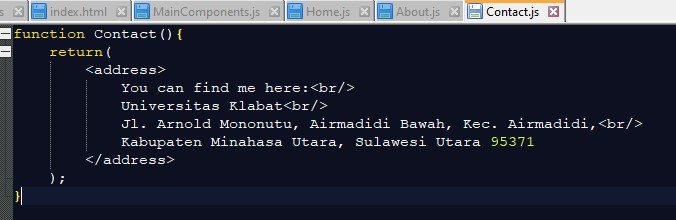 s index.html MainComponents.js Home.js About.js Contact.js
function Contact(){
    return(
        <address>
            You can find me here:<br/>
            Universitas Klabat<br/>
            Jl. Arnold Mononutu, Airmadidi Bawah, Kec. Airmadidi,<br/>
            Kabupaten Minahasa Utara, Sulawesi Utara 95371
        </address>
    );
}